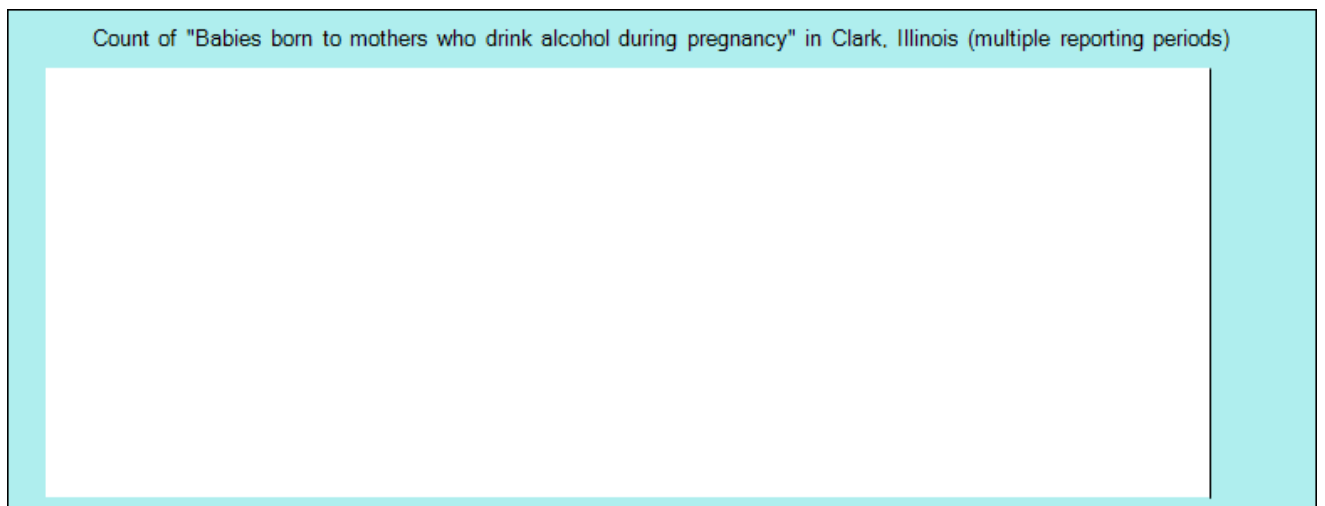 Count of "Babies born to mothers who drink alcohol during pregnancy" in Clark, Illinois (multiple reporting periods)